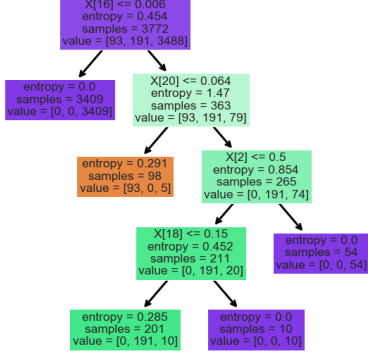 X[16] <= 0.006
entropy = 0.454
samples = 3772
value = [93, 191, 3488]
entropy = 0.0
samples = 3409
value = [0, 0, 3409]
X[20] <= 0.064
entropy = 1.47
samples = 363
value = [93, 191, 79]
entropy = 0.291
samples = 98
value = [93, 0, 5]
X[2] <= 0.5
entropy = 0.854
samples = 265
value = [0, 191, 74]
X[18] <= 0.15
entropy = 0.452
samples = 211
value = [0, 191, 20]
entropy = 0.0
samples = 54
value = [0, 0, 54]
entropy = 0.285
samples = 201
value = [0, 191, 10]
entropy = 0.0
samples = 10
value = [0, 0, 10]